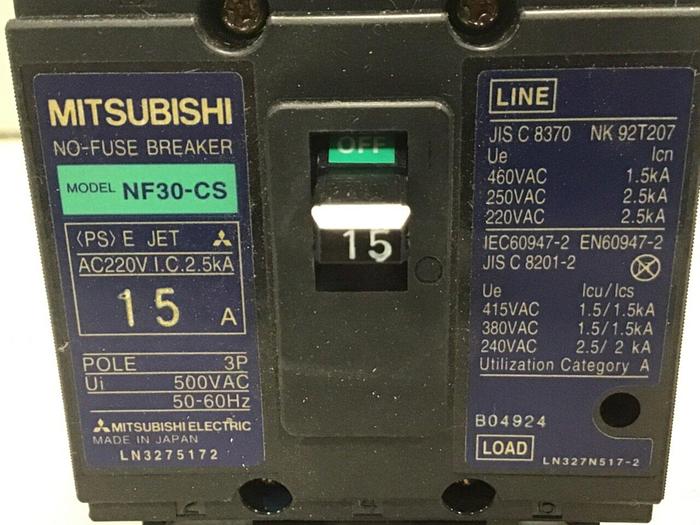 MITSUBISHI
NO-FUSE BREAKER
MODEL NF30-CS
〈PS〉E JET
AC220V I.C.2.5kA
15 A
POLE 3P
Ui 500VAC
50-60Hz
MITSUBISHI ELECTRIC
MADE IN JAPAN
LN3275172
OFF
15
LINE
JIS C 8370 NK 92T207
Ue Icn
460VAC 1.5kA
250VAC 2.5kA
220VAC 2.5kA
IEC60947-2 EN60947-2
JIS C 8201-2
Ue Icu/Ics
415VAC 1.5/1.5kA
380VAC 1.5/1.5kA
240VAC 2.5/ 2 kA
Utilization Category A
B04924
LOAD
LN327N517-2
2 4 6